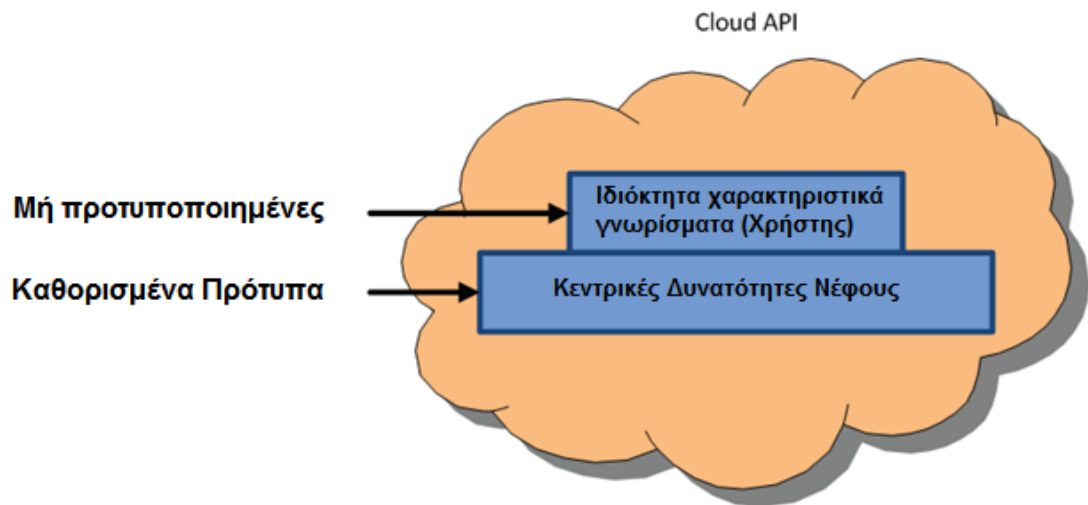 Cloud API
Μή προτυποποιημένες
Ιδιόκτητα χαρακτηριστικά
γνωρίσματα (Χρήστης)
Καθορισμένα Πρότυπα
Κεντρικές Δυνατότητες Νέφους